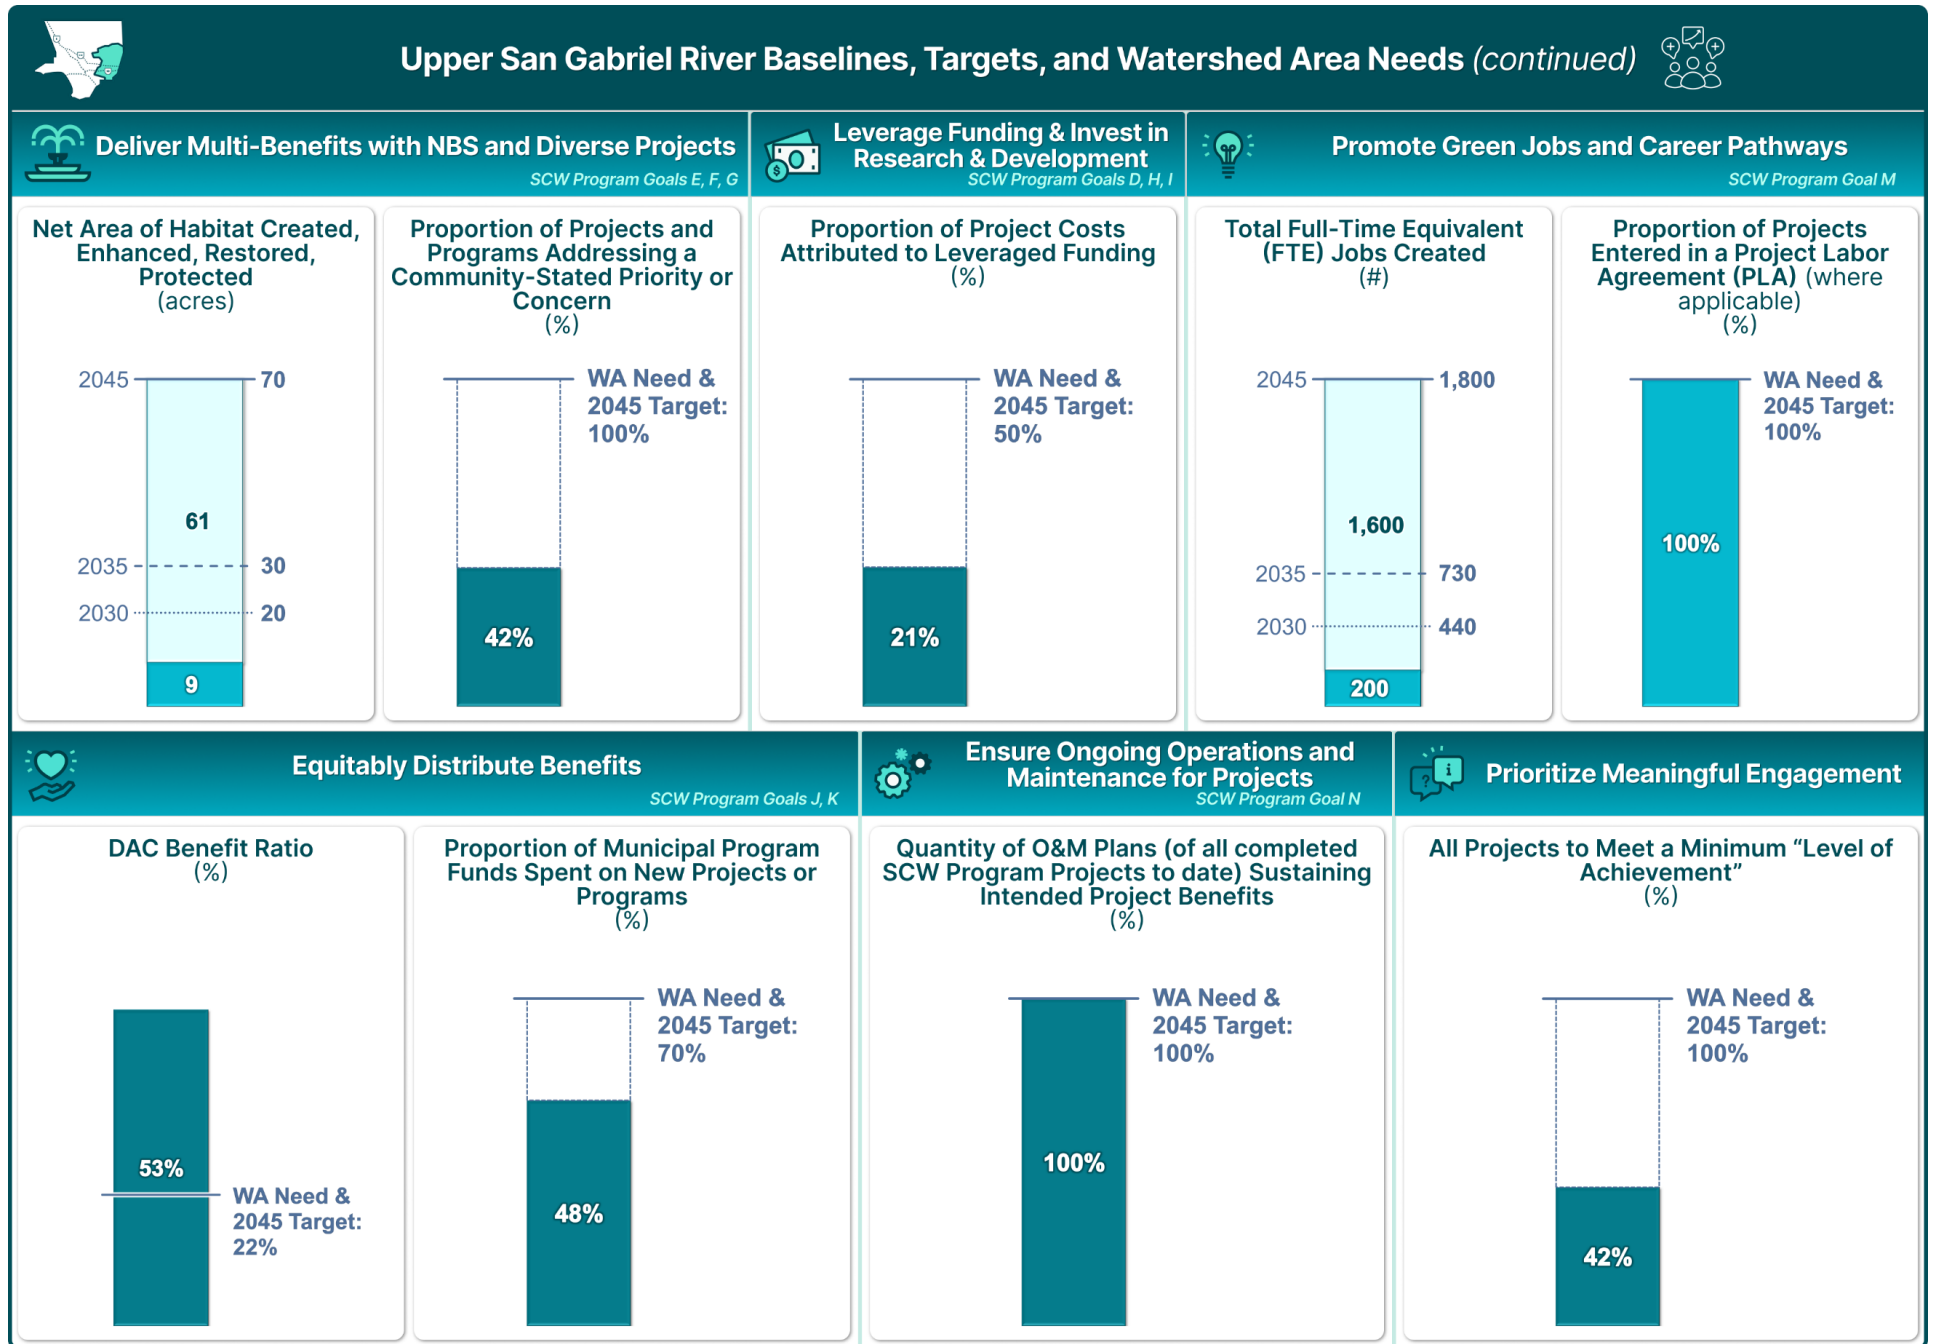 Upper San Gabriel River Baselines, Targets, and Watershed Area Needs (continued)
Deliver Multi-Benefits with NBS and Diverse Projects
SCW Program Goals E, F, G
Leverage Funding & Invest in
Research & Development
SCW Program Goals D, H, I
Promote Green Jobs and Career Pathways
SCW Program Goal M
Net Area of Habitat Created,
Enhanced, Restored,
Protected
(acres)
2045
70
61
2035
30
2030
20
9
Proportion of Projects and
Programs Addressing a
Community-Stated Priority or
Concern
(%)
WA Need &
2045 Target:
100%
42%
Proportion of Project Costs
Attributed to Leveraged Funding
(%)
WA Need &
2045 Target:
50%
21%
Total Full-Time Equivalent
(FTE) Jobs Created
(#)
2045
1,800
1,600
2035
730
2030
440
200
Proportion of Projects
Entered in a Project Labor
Agreement (PLA) (where
applicable)
(%)
WA Need &
2045 Target:
100%
100%
Equitably Distribute Benefits
SCW Program Goals J, K
Ensure Ongoing Operations and
Maintenance for Projects
SCW Program Goal N
Prioritize Meaningful Engagement
DAC Benefit Ratio
(%)
53%
WA Need &
2045 Target:
22%
Proportion of Municipal Program
Funds Spent on New Projects or
Programs
(%)
WA Need &
2045 Target:
70%
48%
Quantity of O&M Plans (of all completed
SCW Program Projects to date) Sustaining
Intended Project Benefits
(%)
WA Need &
2045 Target:
100%
100%
All Projects to Meet a Minimum “Level of
Achievement”
(%)
WA Need &
2045 Target:
100%
42%